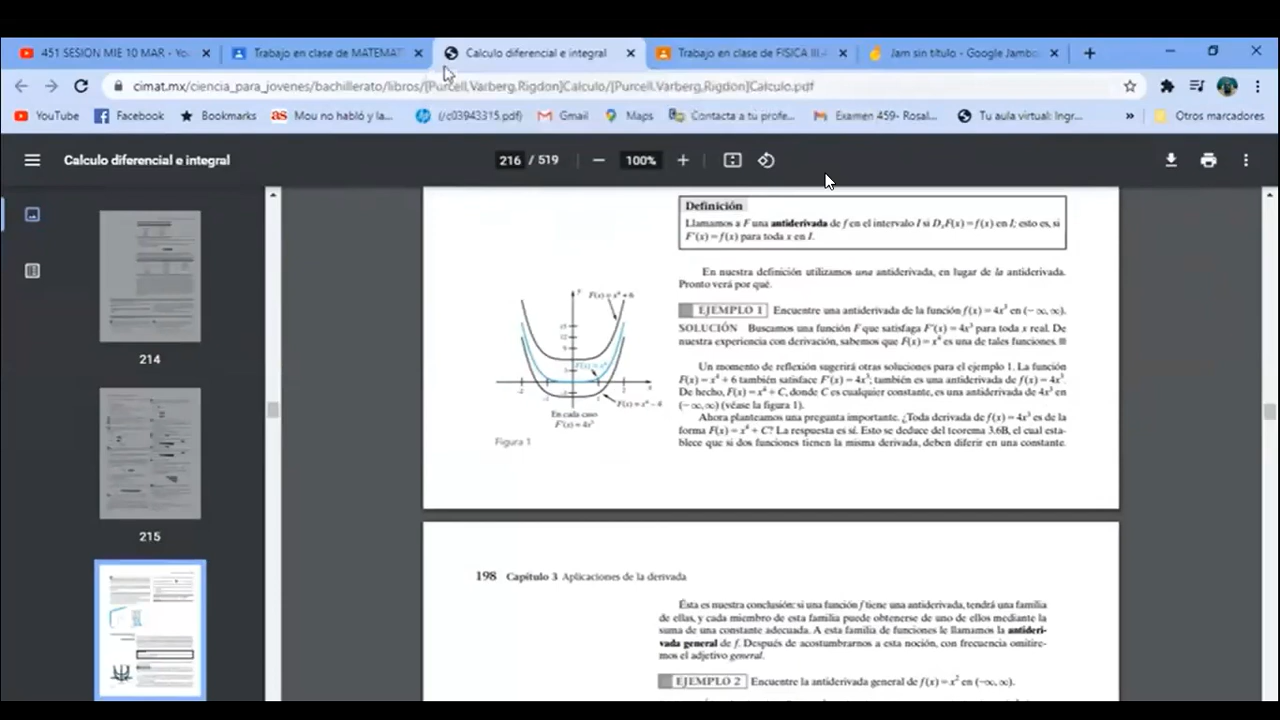 451 SESION MIE 10 MAR - You
Trabajo en clase de MATEMAT
Calculo diferencial e integral
Trabajo en clase de FISICA III-
Jam sin título - Google Jambo
cimat.mx/ciencia_para_jovenes/bachillerato/libros/[Purcell,Varberg,Rigdon]Calculo/[Purcell,Varberg,Rigdon]Calculo.pdf
YouTube
Facebook
Bookmarks
as Mou no habló y la...
hp (/c03943315.pdf)
Gmail
Maps
Contacta a tu profe...
Examen 459- Rosal...
Tu aula virtual: Ingr...
»
Otros marcadores
Calculo diferencial e integral
216 / 519
100%
214
215
Definición
Llamamos a F una antiderivada de f en el intervalo I si DxF(x) = f(x) en I; esto es, si
F'(x) = f(x) para toda x en I.
En nuestra definición utilizamos una antiderivada, en lugar de la antiderivada.
Pronto verá por qué.
EJEMPLO 1 Encuentre una antiderivada de la función f(x) = 4x³ en (−∞, ∞).
SOLUCIÓN Buscamos una función F que satisfaga F'(x) = 4x³ para toda x real. De
nuestra experiencia con derivación, sabemos que F(x) = x⁴ es una de tales funciones. ■
Un momento de reflexión sugerirá otras soluciones para el ejemplo 1. La función
F(x) = x⁴ + 6 también satisface F'(x) = 4x³; también es una antiderivada de f(x) = 4x³.
De hecho, F(x) = x⁴ + C, donde C es cualquier constante, es una antiderivada de 4x³ en
(−∞, ∞) (véase la figura 1).
Ahora planteamos una pregunta importante. ¿Toda derivada de f(x) = 4x³ es de la
forma F(x) = x⁴ + C? La respuesta es sí. Esto se deduce del teorema 3.6B, el cual esta-
blece que si dos funciones tienen la misma derivada, deben diferir en una constante.
y
F(x) = x⁴ + 6
F(x) = x⁴
x
F(x) = x⁴ − 4
En cada caso
F'(x) = 4x³
Figura 1
198 Capítulo 3 Aplicaciones de la derivada
Ésta es nuestra conclusión: si una función f tiene una antiderivada, tendrá una familia
de ellas, y cada miembro de esta familia puede obtenerse de uno de ellos mediante la
suma de una constante adecuada. A esta familia de funciones le llamamos la antideri-
vada general de f. Después de acostumbrarnos a esta noción, con frecuencia omitire-
mos el adjetivo general.
EJEMPLO 2 Encuentre la antiderivada general de f(x) = x² en (−∞, ∞).